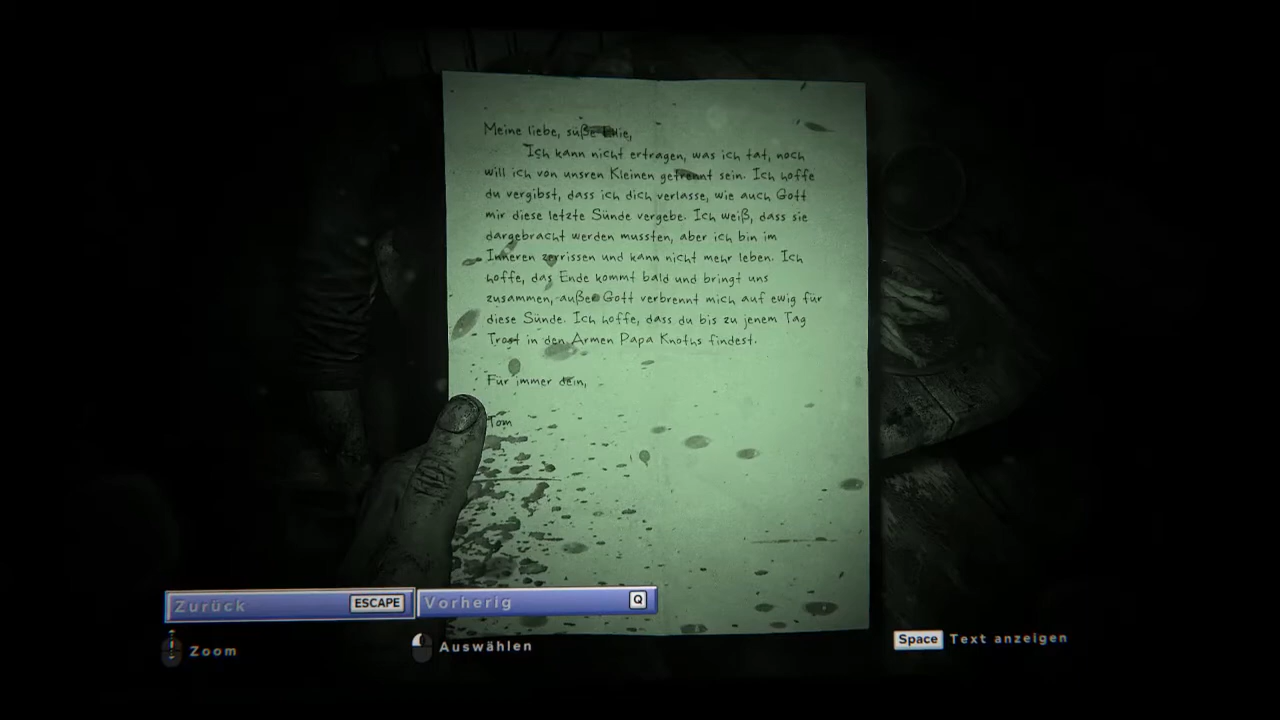 Meine liebe, süße Ellie,
Ich kann nicht ertragen, was ich tat, noch
will ich von unsren Kleinen getrennt sein. Ich hoffe
du vergibst, dass ich dich verlasse, wie auch Gott
mir diese letzte Sünde vergebe. Ich weiß, dass sie
dargebracht werden mussten, aber ich bin im
Inneren zerrissen und kann nicht mehr leben. Ich
hoffe, das Ende kommt bald und bringt uns
zusammen, außer Gott verbrennt mich auf ewig für
diese Sünde. Ich hoffe, dass du bis zu jenem Tag
Trost in den Armen Papa Knoths findest.
Für immer dein,
Tom
Zurück ESCAPE Vorherig Q
Zoom Auswählen Space Text anzeigen